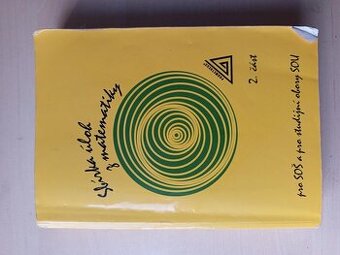 Sbírka úloh
z matematiky
2. část
pro SOŠ a pro studijní obory SOU